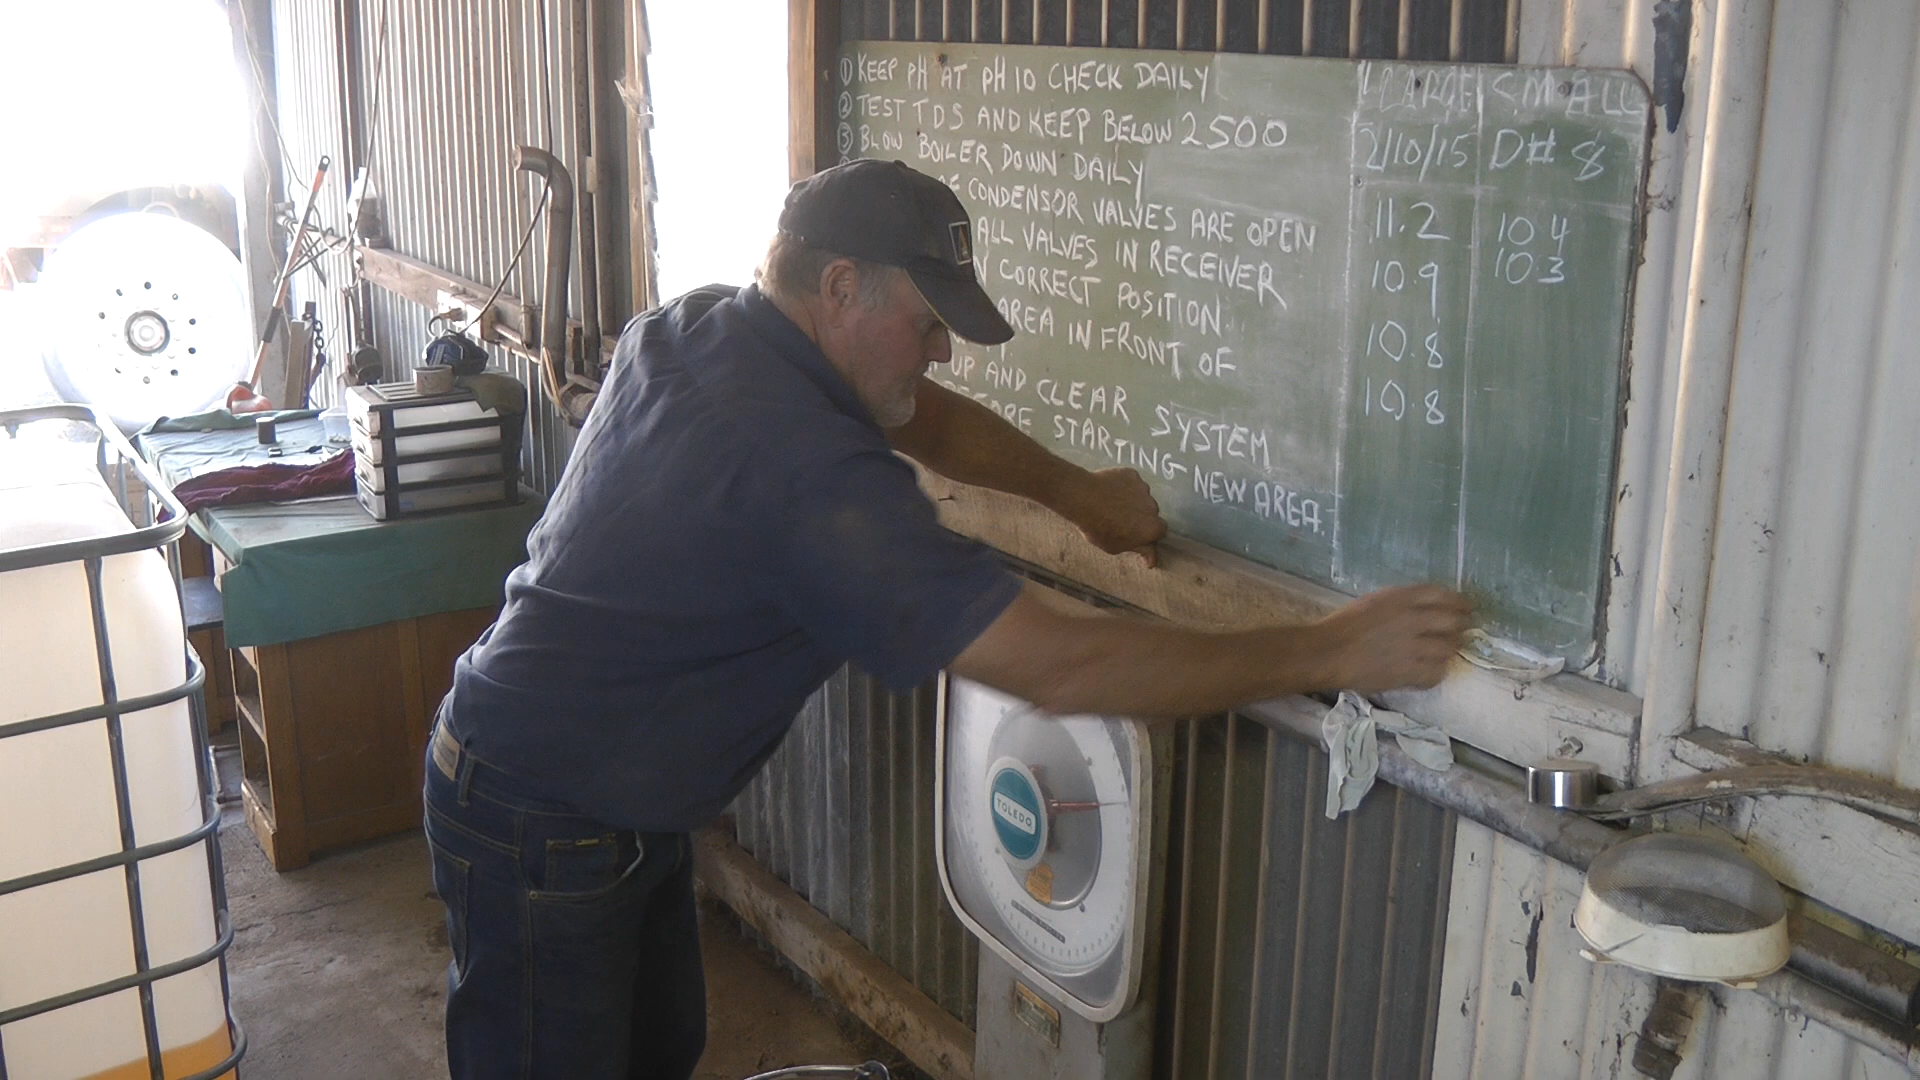 ① KEEP pH AT pH 10 CHECK DAILY
② TEST TDS AND KEEP BELOW 2500
③ BLOW BOILER DOWN DAILY
CONDENSOR VALVES ARE OPEN
ALL VALVES IN RECEIVER
CORRECT POSITION
AREA IN FRONT OF
UP AND CLEAR SYSTEM
STARTING NEW AREA.
LARGE SMALL
2/10/15 D# 8
11.2 10.4
10.9 10.3
10.8
10.8
TOLEDO